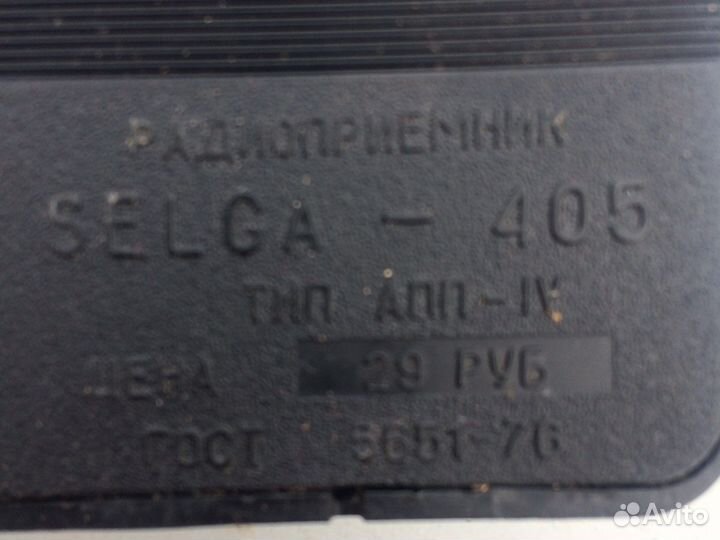 РАДИОПРИЕМНИК
SELGA - 405
ТИП АПП-IV
ЦЕНА 29 РУБ
ГОСТ 5651-76
Avito